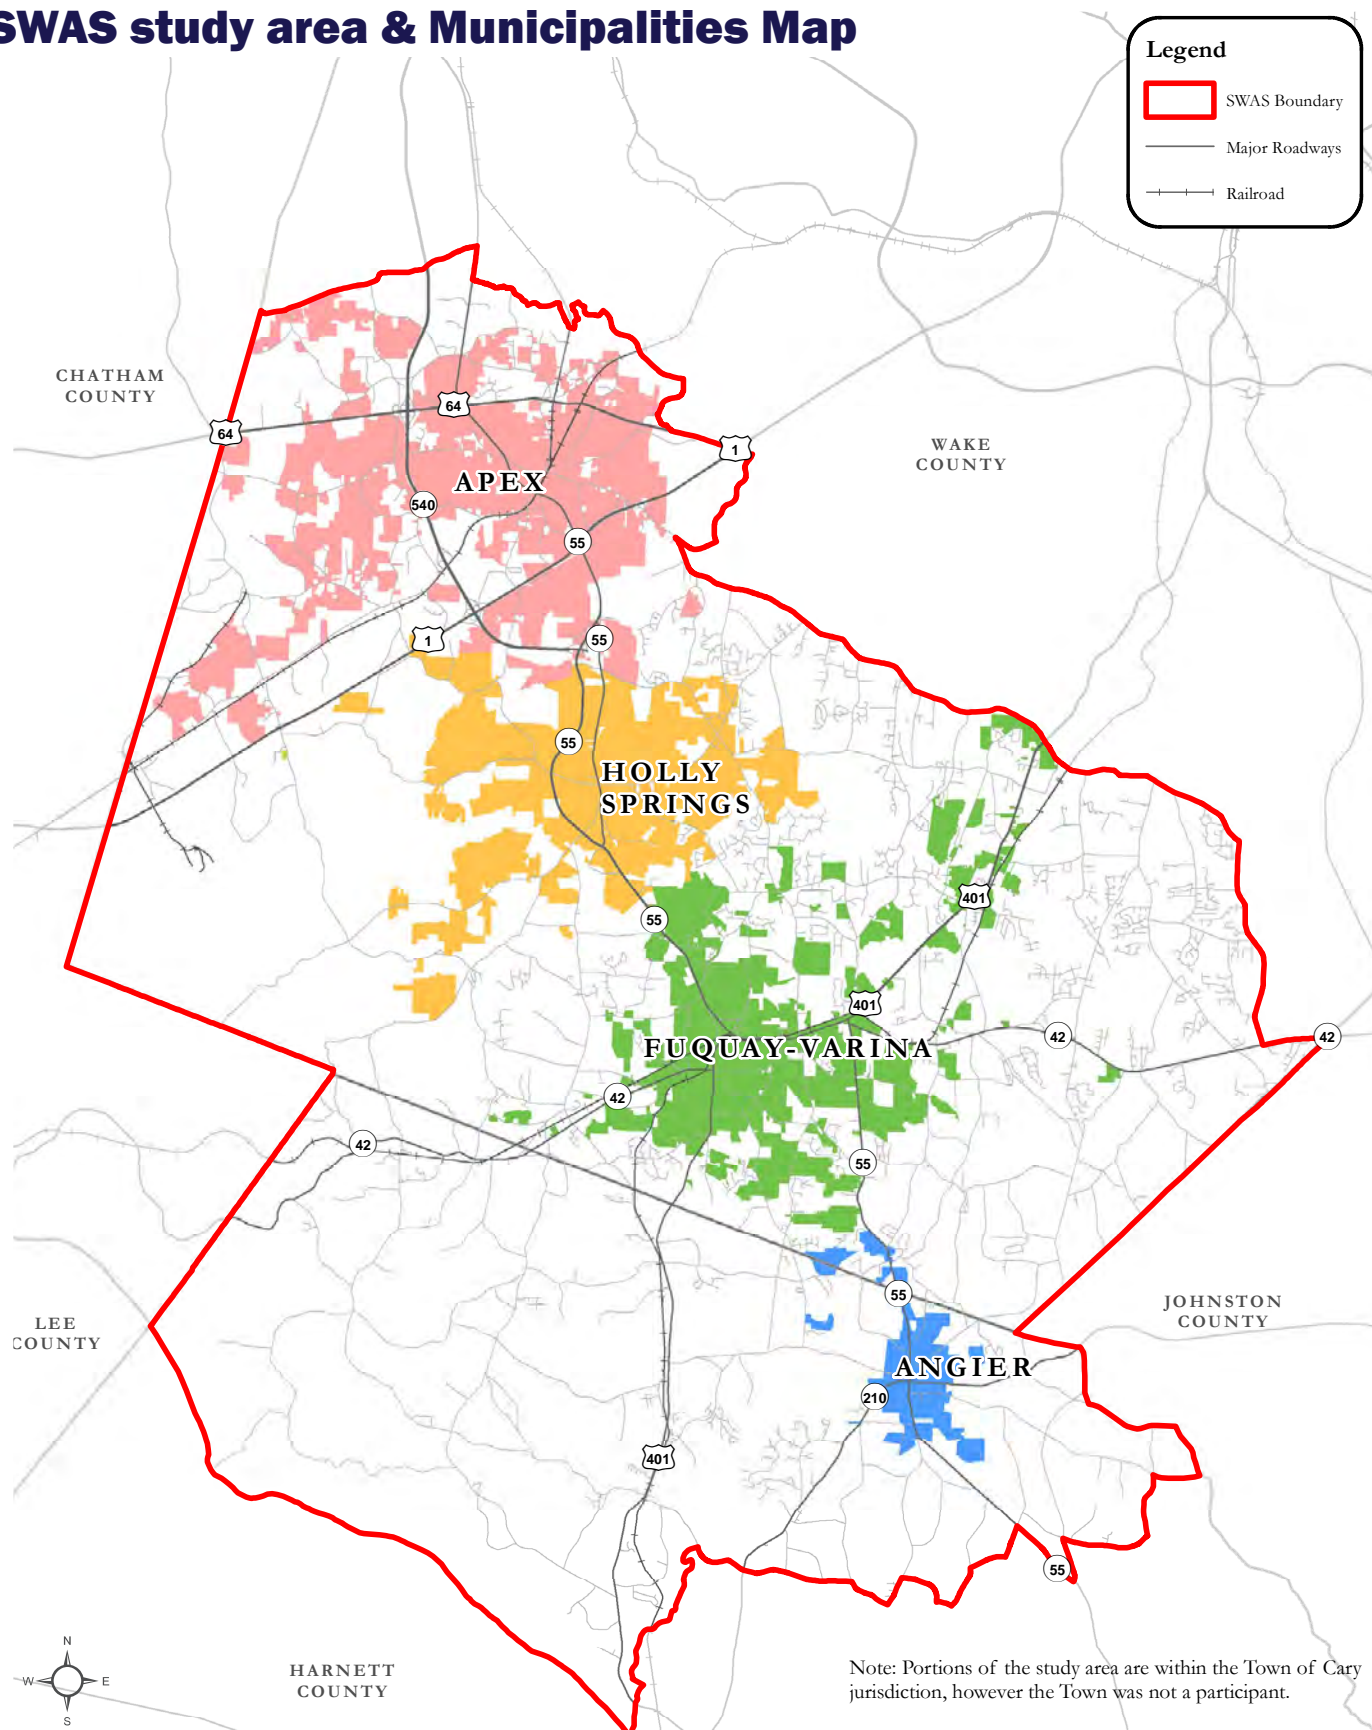 SWAS study area & Municipalities Map
Legend
SWAS Boundary
Major Roadways
Railroad
CHATHAM
COUNTY
64
64
1
WAKE
COUNTY
APEX
540
55
1
55
55
HOLLY
SPRINGS
401
55
401
FUQUAY-VARINA
42
42
42
42
55
55
LEE
COUNTY
JOHNSTON
COUNTY
ANGIER
210
401
55
N
W
E
S
HARNETT
COUNTY
Note: Portions of the study area are within the Town of Cary
jurisdiction, however the Town was not a participant.